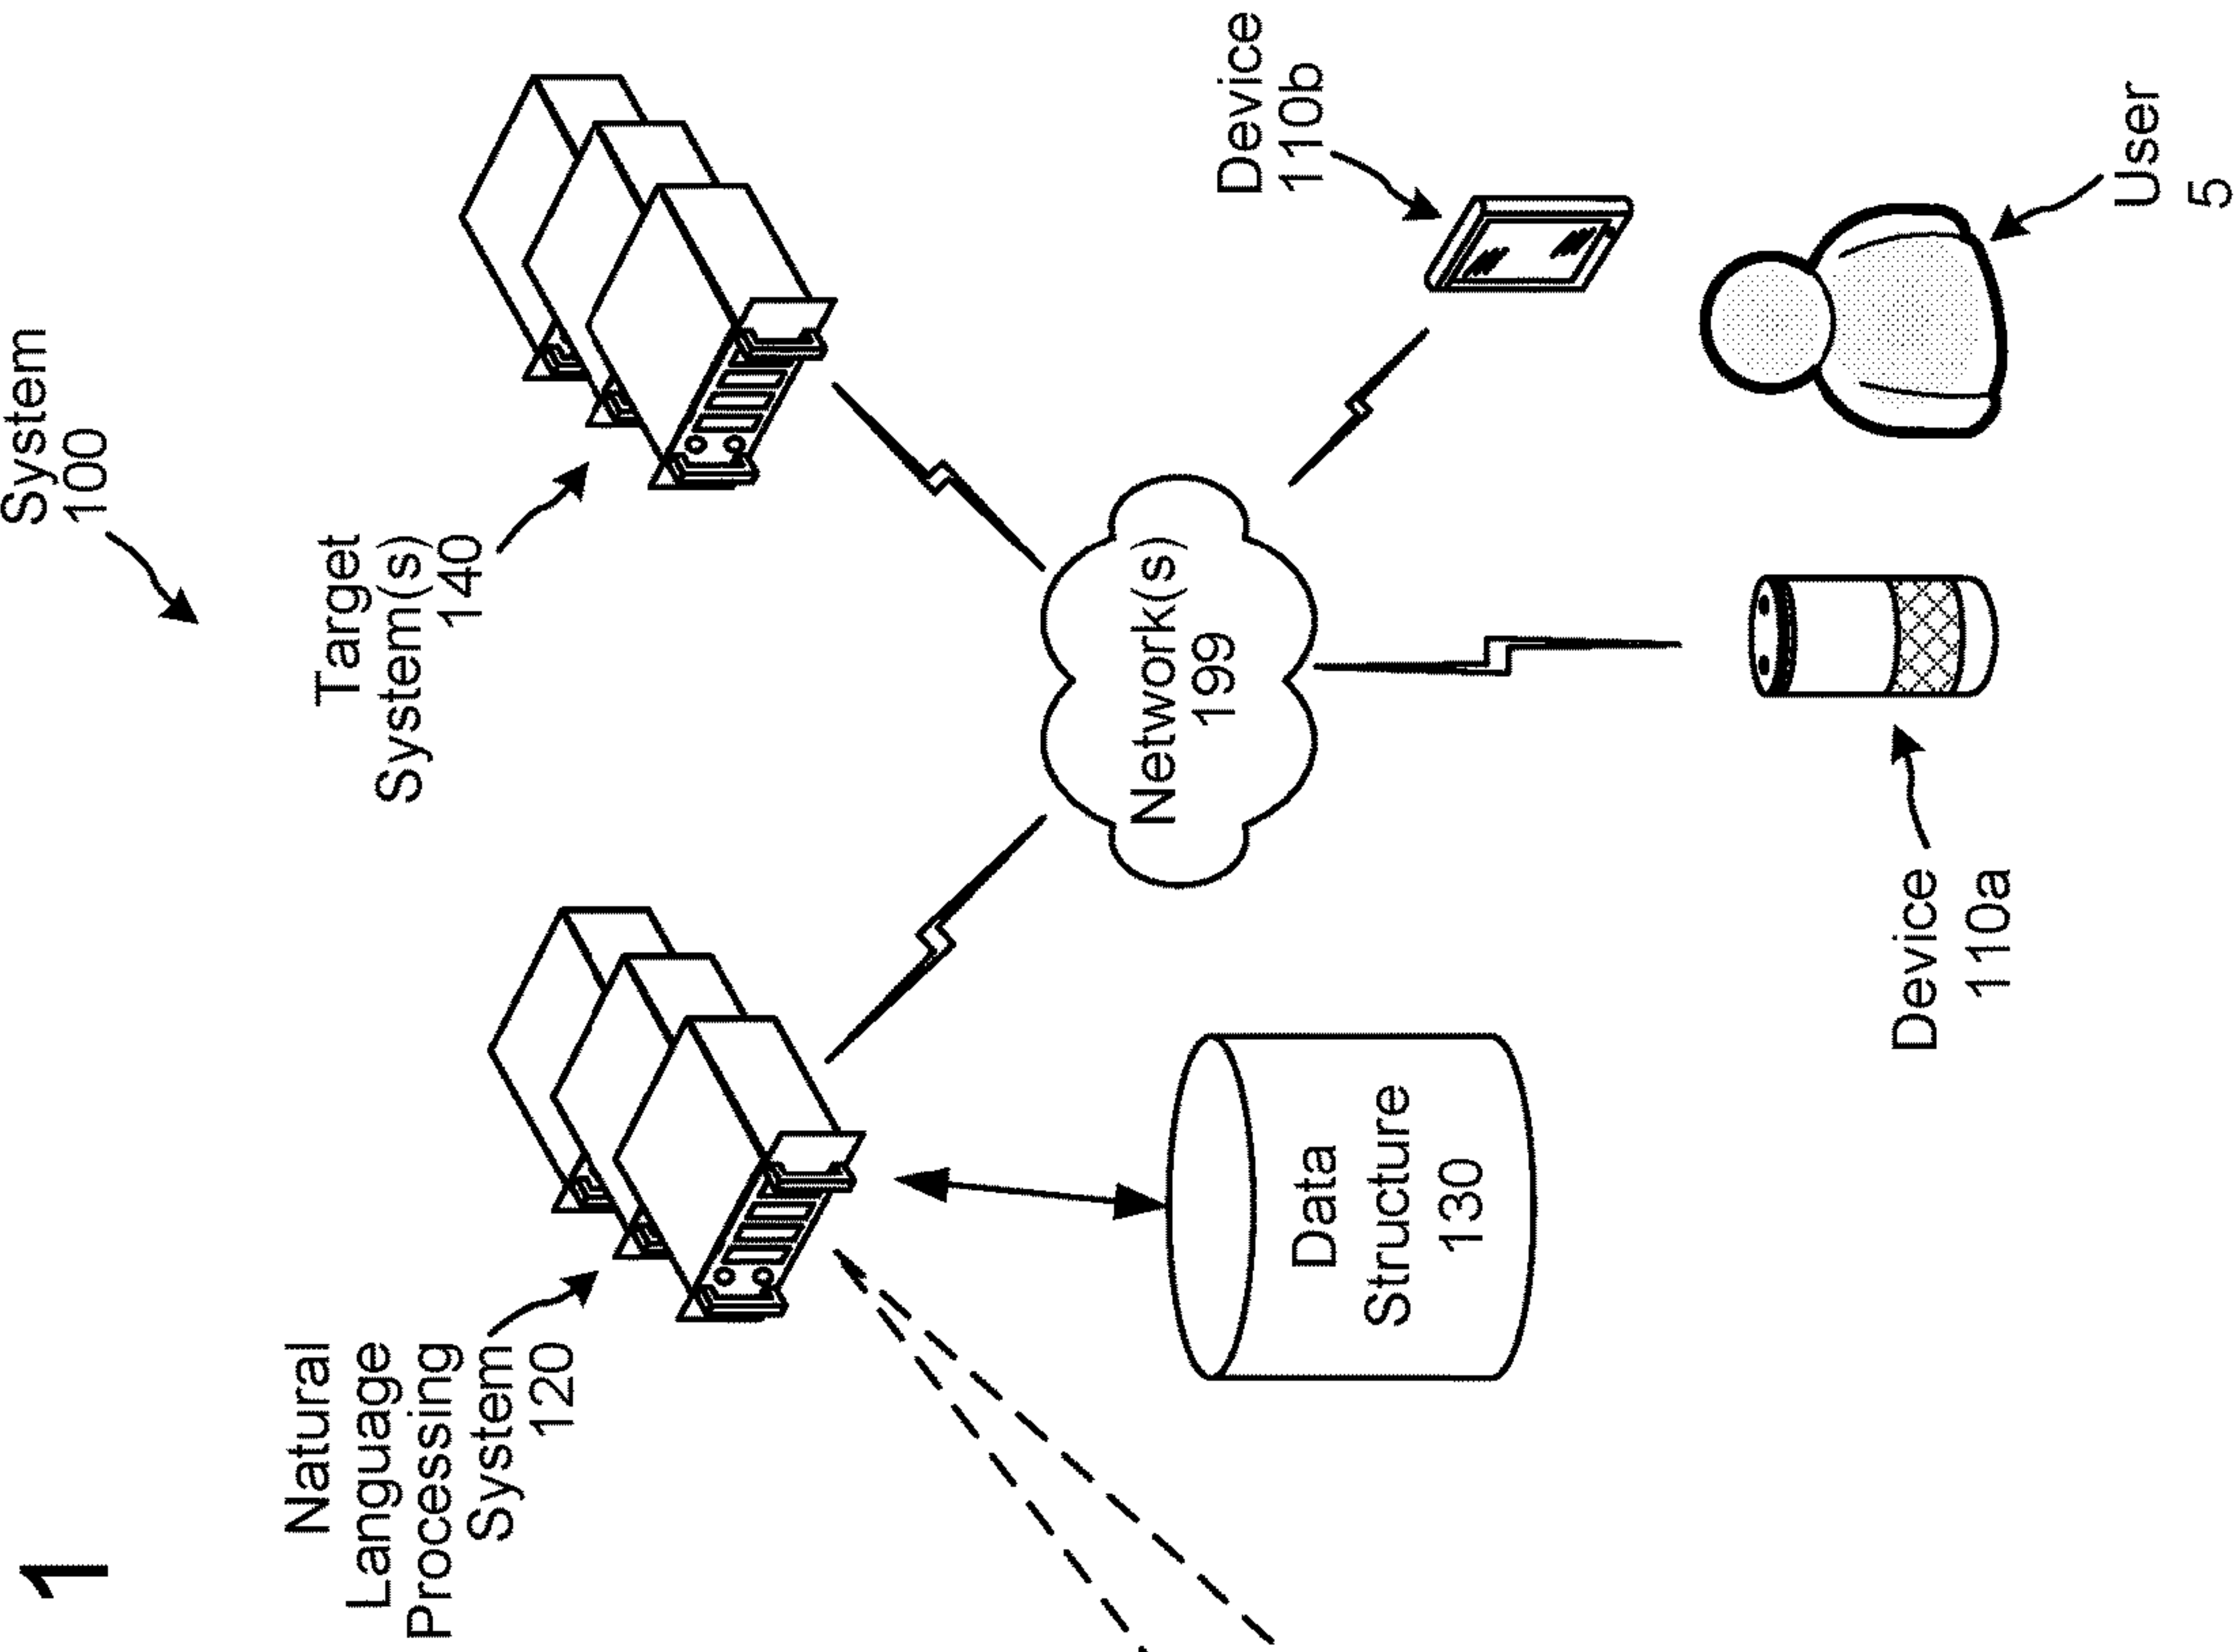 1
System
100
Natural
Language
Processing
System
120
Target
System(s)
140
Network(s)
199
Data
Structure
130
Device
110b
Device
110a
User
5